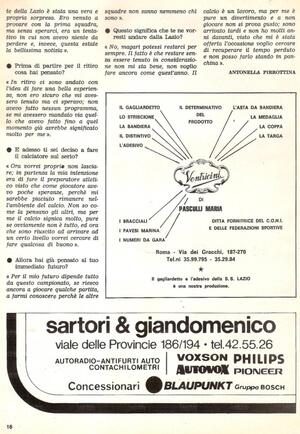 te della Lazio è stata una vera e
propria sorpresa. Sto venendo a
provare con la prima squadra,
ma senza speranza, era un tenta-
tivo in cui non avevo niente da
perdere e, invece, questa estate
la bellissima notizia ».
● Prima di partire per il ritiro
cosa hai pensato?
« In ritiro ci sono andato con
l'idea di fare una bella esperien-
za, non ero sicuro che mi aves-
sero tenuto ma ci speravo; non
avevo fatto nessun programma,
se mi avessero mandato via quel-
lo che avevo fatto fino a quel
momento già avrebbe significato
molto per me ».
● E adesso ti sei deciso a fare
il calciatore sul serio?
« Ora vorrei proprio non lascia-
re; in partenza la mia intenzione
era di fare il preparatore atleti-
co visto che come giocatore ave-
vo poche speranze, perché mi
sarebbe piaciuto rimanere nel-
l'ambiente del calcio. Non so co-
me la pensano gli altri, ma per
me il calcio significa molto, pure
se ovviamente non è tutto, ed ora
che sono riuscito ad arrivare ad
un certo livello vorrei cercare di
fare qualcosa di buono ».
● Allora hai già pensato al tuo
immediato futuro?
« Per il mio futuro dipende tutto
da questo campionato, se riesco
ancora a giocare qualche partita,
a farmi conoscere, perché le altre
squadre non sanno nemmeno chi
sono ».
● Questo significa che te ne vor-
resti andare dalla Lazio?
« No, magari potessi restarci per
sempre. Il fatto è che restare sen-
za essere tenuto in considerazio-
ne non mi sta bene, non voglio
fare ancora come quest'anno. Il
calcio è un lavoro, ma per me è
pure un divertimento e a non
giocare non si prova gusto; sono
arrivato tardi e non ho molti an-
ni davanti, visto che mi è stata
offerta l'occasione voglio cercare
di recuperare il tempo perduto
e non posso farlo stando in pan-
china ».
ANTONELLA PIRROTTINA
IL GAGLIARDETTO
LO STRISCIONE
LA BANDIERA
IL DISTINTIVO
L'ADESIVO
IL DETERMINATIVO
DEL
PRODOTTO
L'ASTA DA BANDIERA
LA MEDAGLIA
LA COPPA
LA TARGA
Ventricini
DI
PASCULLI MARIA
I BRACCIALI
I PAVESI MARINA
I NUMERI DA GARA
DITTA FORNITRICE DEL C.O.N.I.
E DELLE FEDERAZIONI SPORTIVE
Roma - Via dei Gracchi, 187-270
Tel.ni 35.99.795 - 35.29.84
★
Il gagliardetto e l'adesivo della S.S. LAZIO
è una nostra produzione.
sartori & giandomenico
viale delle Provincie 186/194 • tel. 42.55.26
AUTORADIO-ANTIFURTI AUTO
CONTACHILOMETRI
VOXSON PHILIPS
AUTOVOX PIONEER
Concessionari BLAUPUNKT Gruppo BOSCH
16